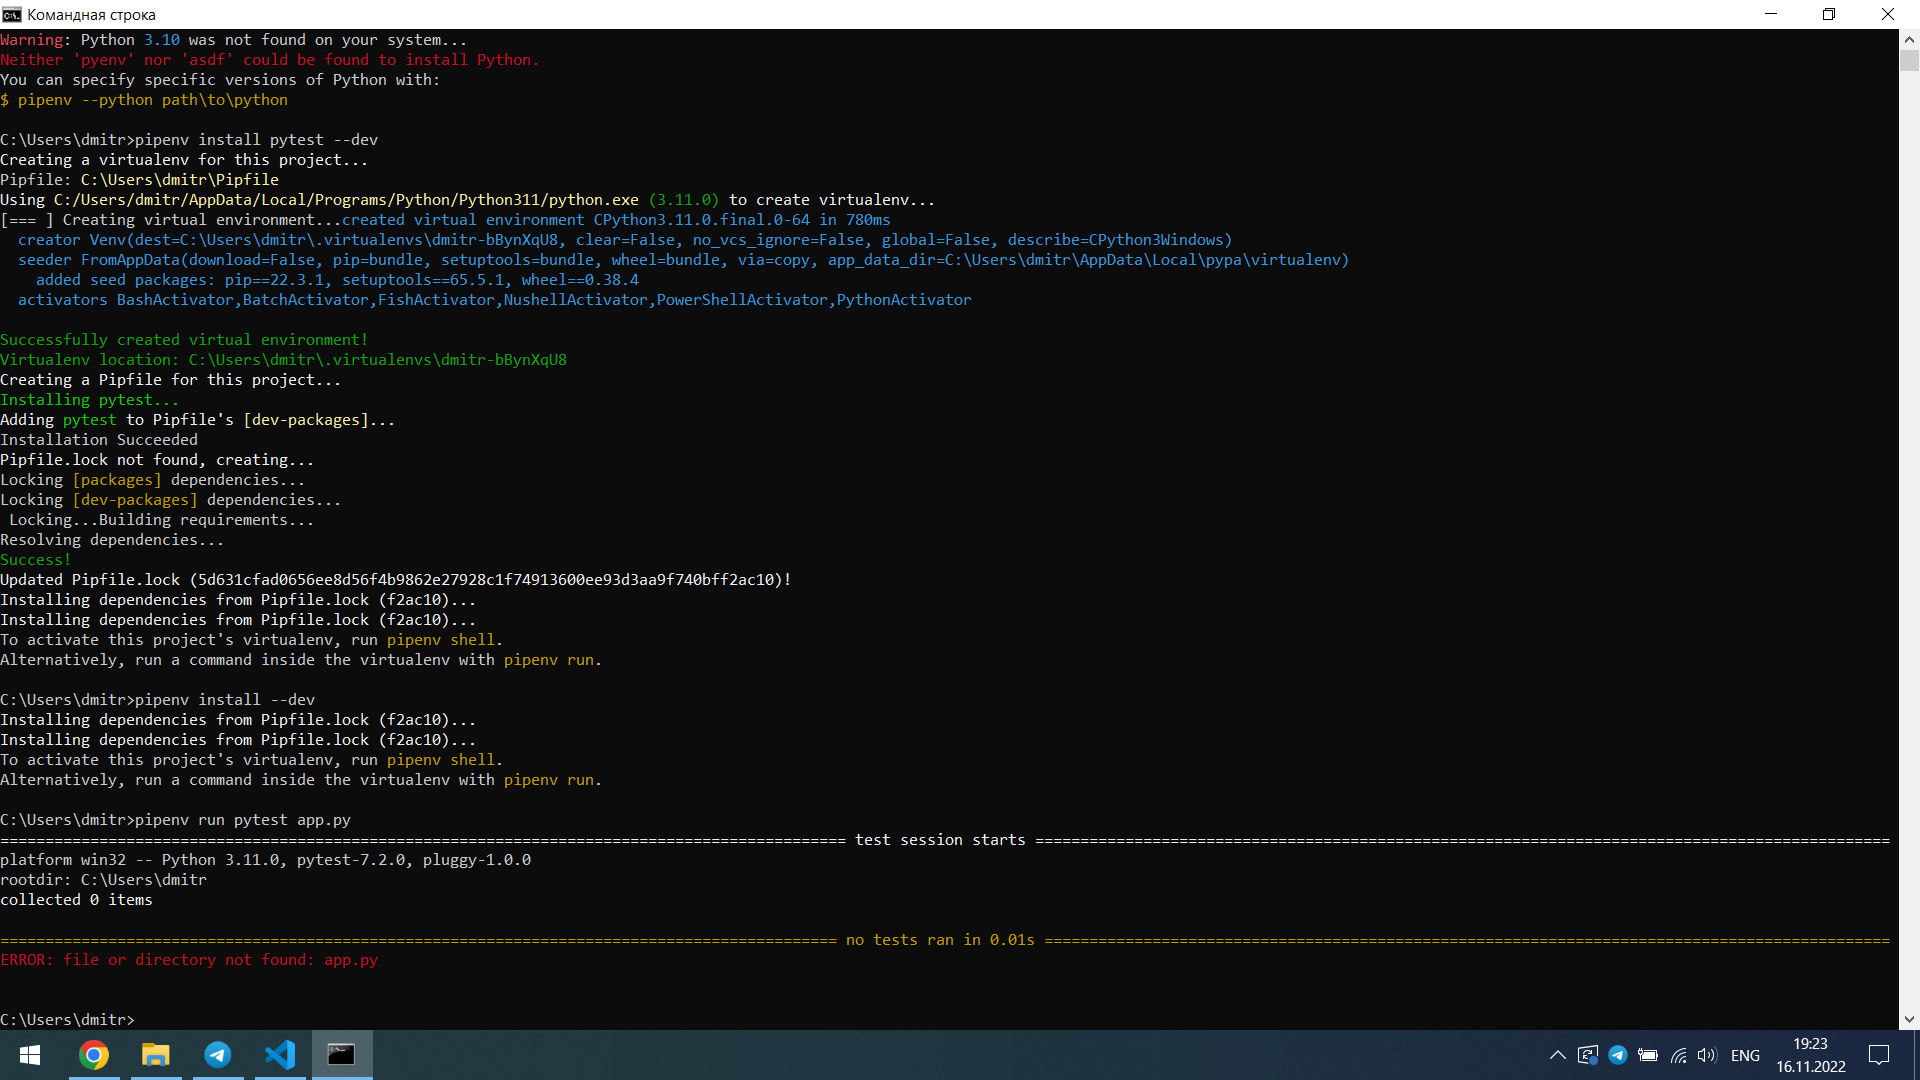 Командная строка
Warning: Python 3.10 was not found on your system...
Neither 'pyenv' nor 'asdf' could be found to install Python.
You can specify specific versions of Python with:
$ pipenv --python path\to\python
C:\Users\dmitr>pipenv install pytest --dev
Creating a virtualenv for this project...
Pipfile: C:\Users\dmitr\Pipfile
Using C:/Users/dmitr/AppData/Local/Programs/Python/Python311/python.exe (3.11.0) to create virtualenv...
[=== ] Creating virtual environment...created virtual environment CPython3.11.0.final.0-64 in 780ms
  creator Venv(dest=C:\Users\dmitr\.virtualenvs\dmitr-bBynXqU8, clear=False, no_vcs_ignore=False, global=False, describe=CPython3Windows)
  seeder FromAppData(download=False, pip=bundle, setuptools=bundle, wheel=bundle, via=copy, app_data_dir=C:\Users\dmitr\AppData\Local\pypa\virtualenv)
    added seed packages: pip==22.3.1, setuptools==65.5.1, wheel==0.38.4
  activators BashActivator,BatchActivator,FishActivator,NushellActivator,PowerShellActivator,PythonActivator
Successfully created virtual environment!
Virtualenv location: C:\Users\dmitr\.virtualenvs\dmitr-bBynXqU8
Creating a Pipfile for this project...
Installing pytest...
Adding pytest to Pipfile's [dev-packages]...
Installation Succeeded
Pipfile.lock not found, creating...
Locking [packages] dependencies...
Locking [dev-packages] dependencies...
 Locking...Building requirements...
Resolving dependencies...
Success!
Updated Pipfile.lock (5d631cfad0656ee8d56f4b9862e27928c1f74913600ee93d3aa9f740bff2ac10)!
Installing dependencies from Pipfile.lock (f2ac10)...
Installing dependencies from Pipfile.lock (f2ac10)...
To activate this project's virtualenv, run pipenv shell.
Alternatively, run a command inside the virtualenv with pipenv run.
C:\Users\dmitr>pipenv install --dev
Installing dependencies from Pipfile.lock (f2ac10)...
Installing dependencies from Pipfile.lock (f2ac10)...
To activate this project's virtualenv, run pipenv shell.
Alternatively, run a command inside the virtualenv with pipenv run.
C:\Users\dmitr>pipenv run pytest app.py
============================================================================================== test session starts ===============================================================================================
platform win32 -- Python 3.11.0, pytest-7.2.0, pluggy-1.0.0
rootdir: C:\Users\dmitr
collected 0 items
============================================================================================= no tests ran in 0.01s ==============================================================================================
ERROR: file or directory not found: app.py
C:\Users\dmitr>
ENG
19:23
16.11.2022